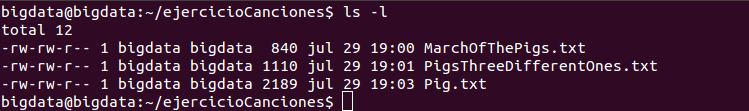 bigdata@bigdata:~/ejercicioCanciones$ ls -l
total 12
-rw-rw-r-- 1 bigdata bigdata  840 jul 29 19:00 MarchOfThePigs.txt
-rw-rw-r-- 1 bigdata bigdata 1110 jul 29 19:01 PigsThreeDifferentOnes.txt
-rw-rw-r-- 1 bigdata bigdata 2189 jul 29 19:03 Pig.txt
bigdata@bigdata:~/ejercicioCanciones$